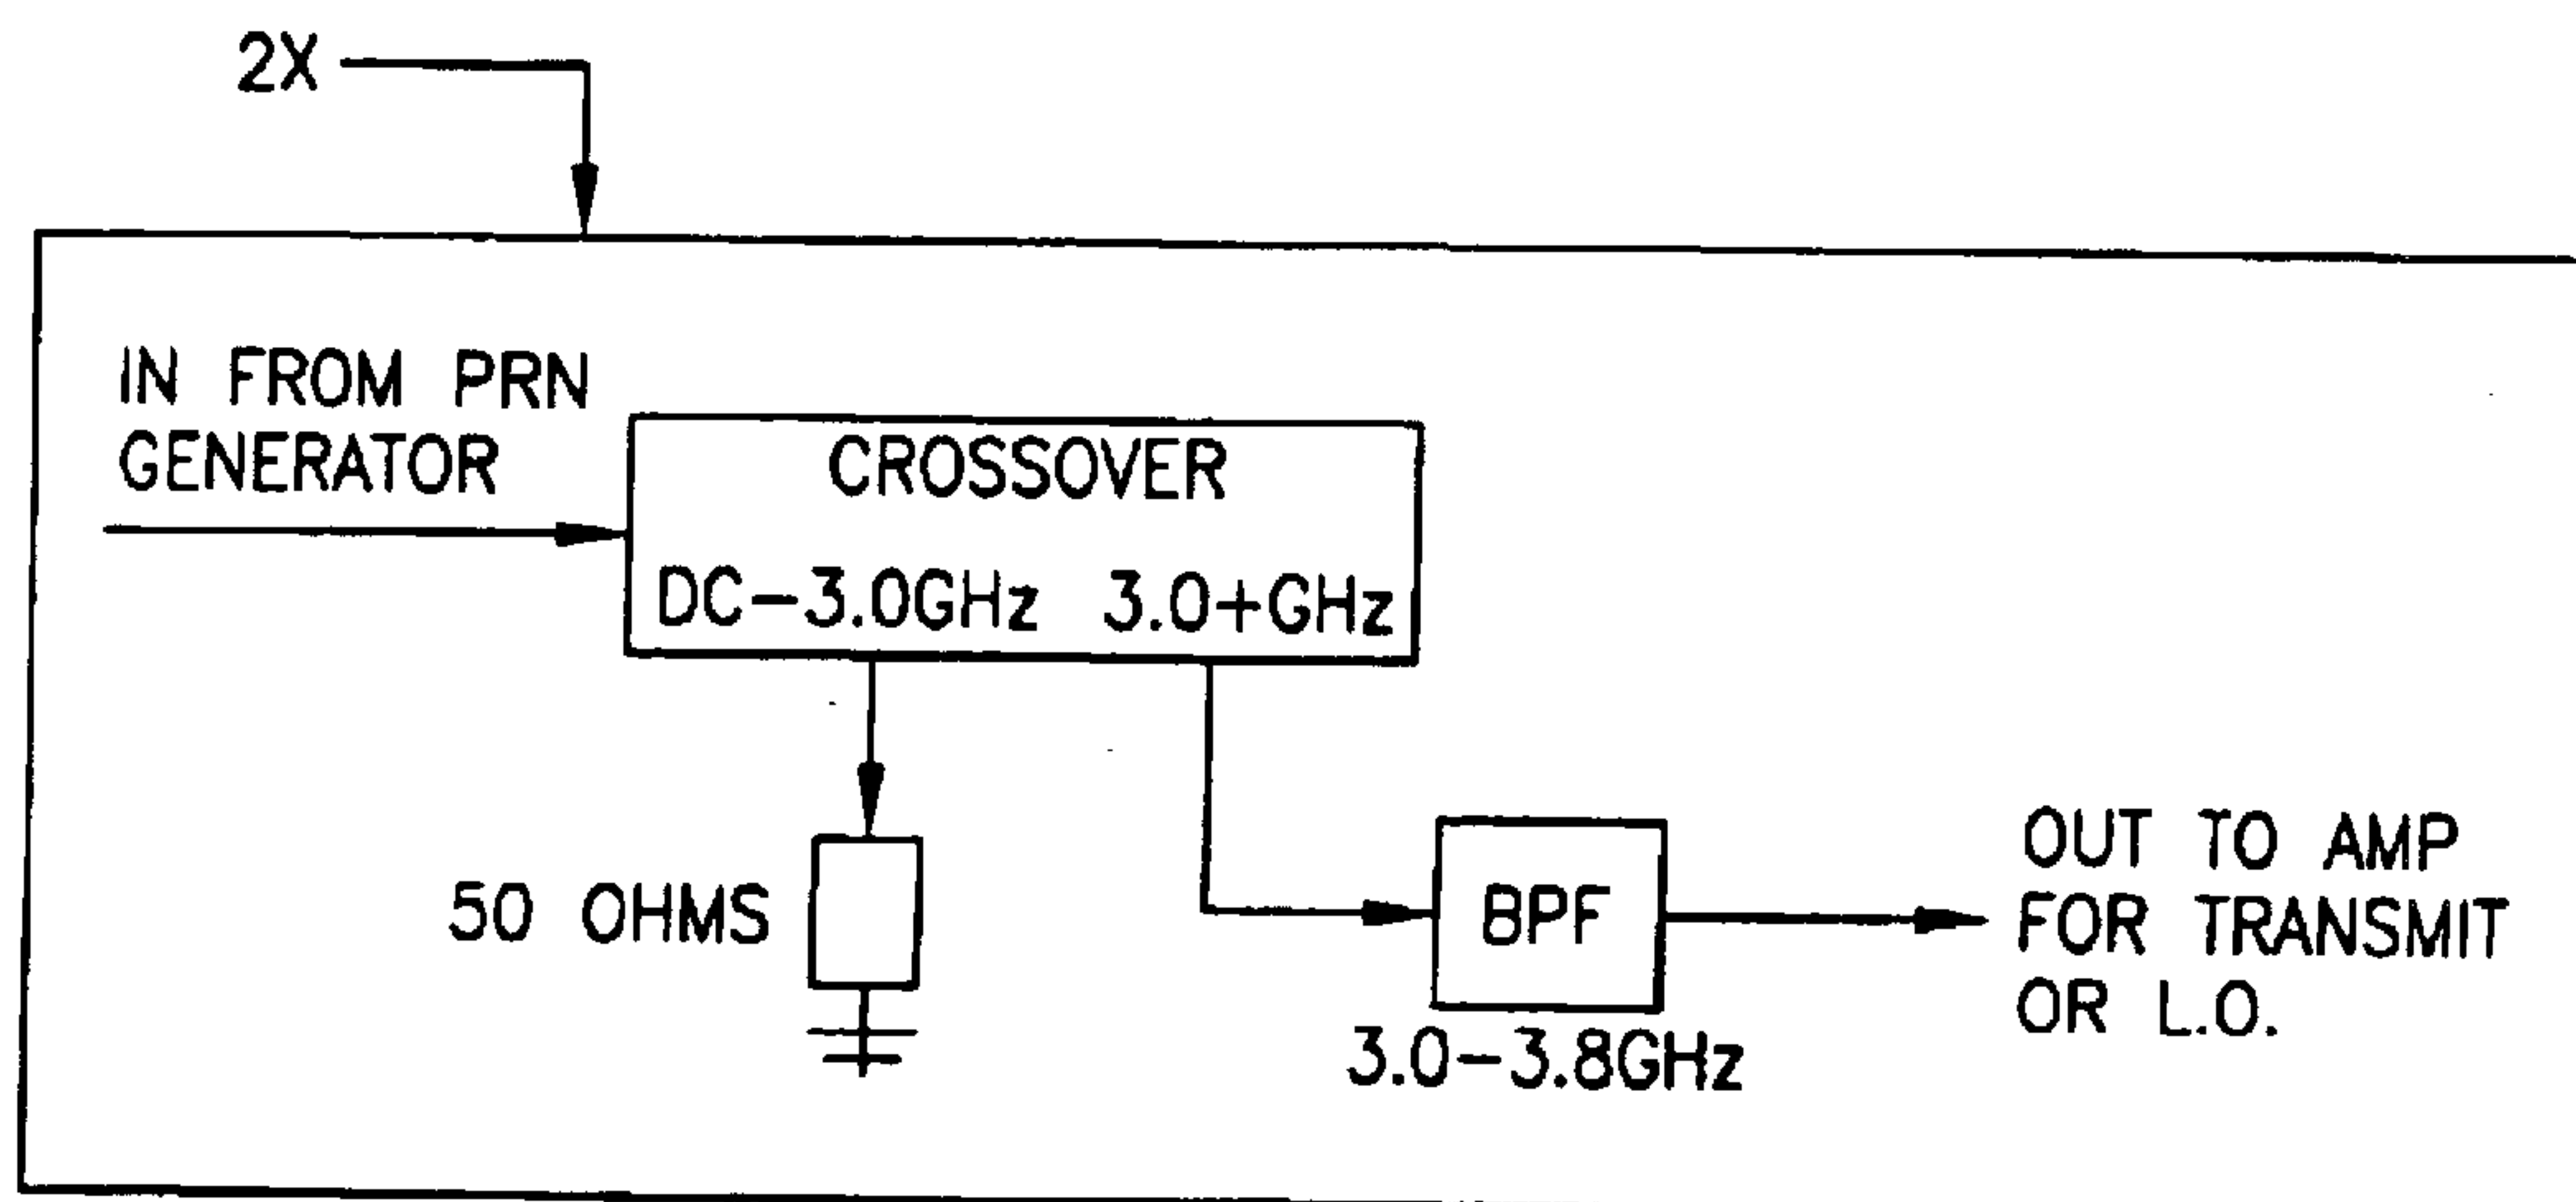 2X
IN FROM PRN
GENERATOR
CROSSOVER
DC-3.0GHz 3.0+GHz
50 OHMS
BPF
3.0-3.8GHz
OUT TO AMP
FOR TRANSMIT
OR L.O.